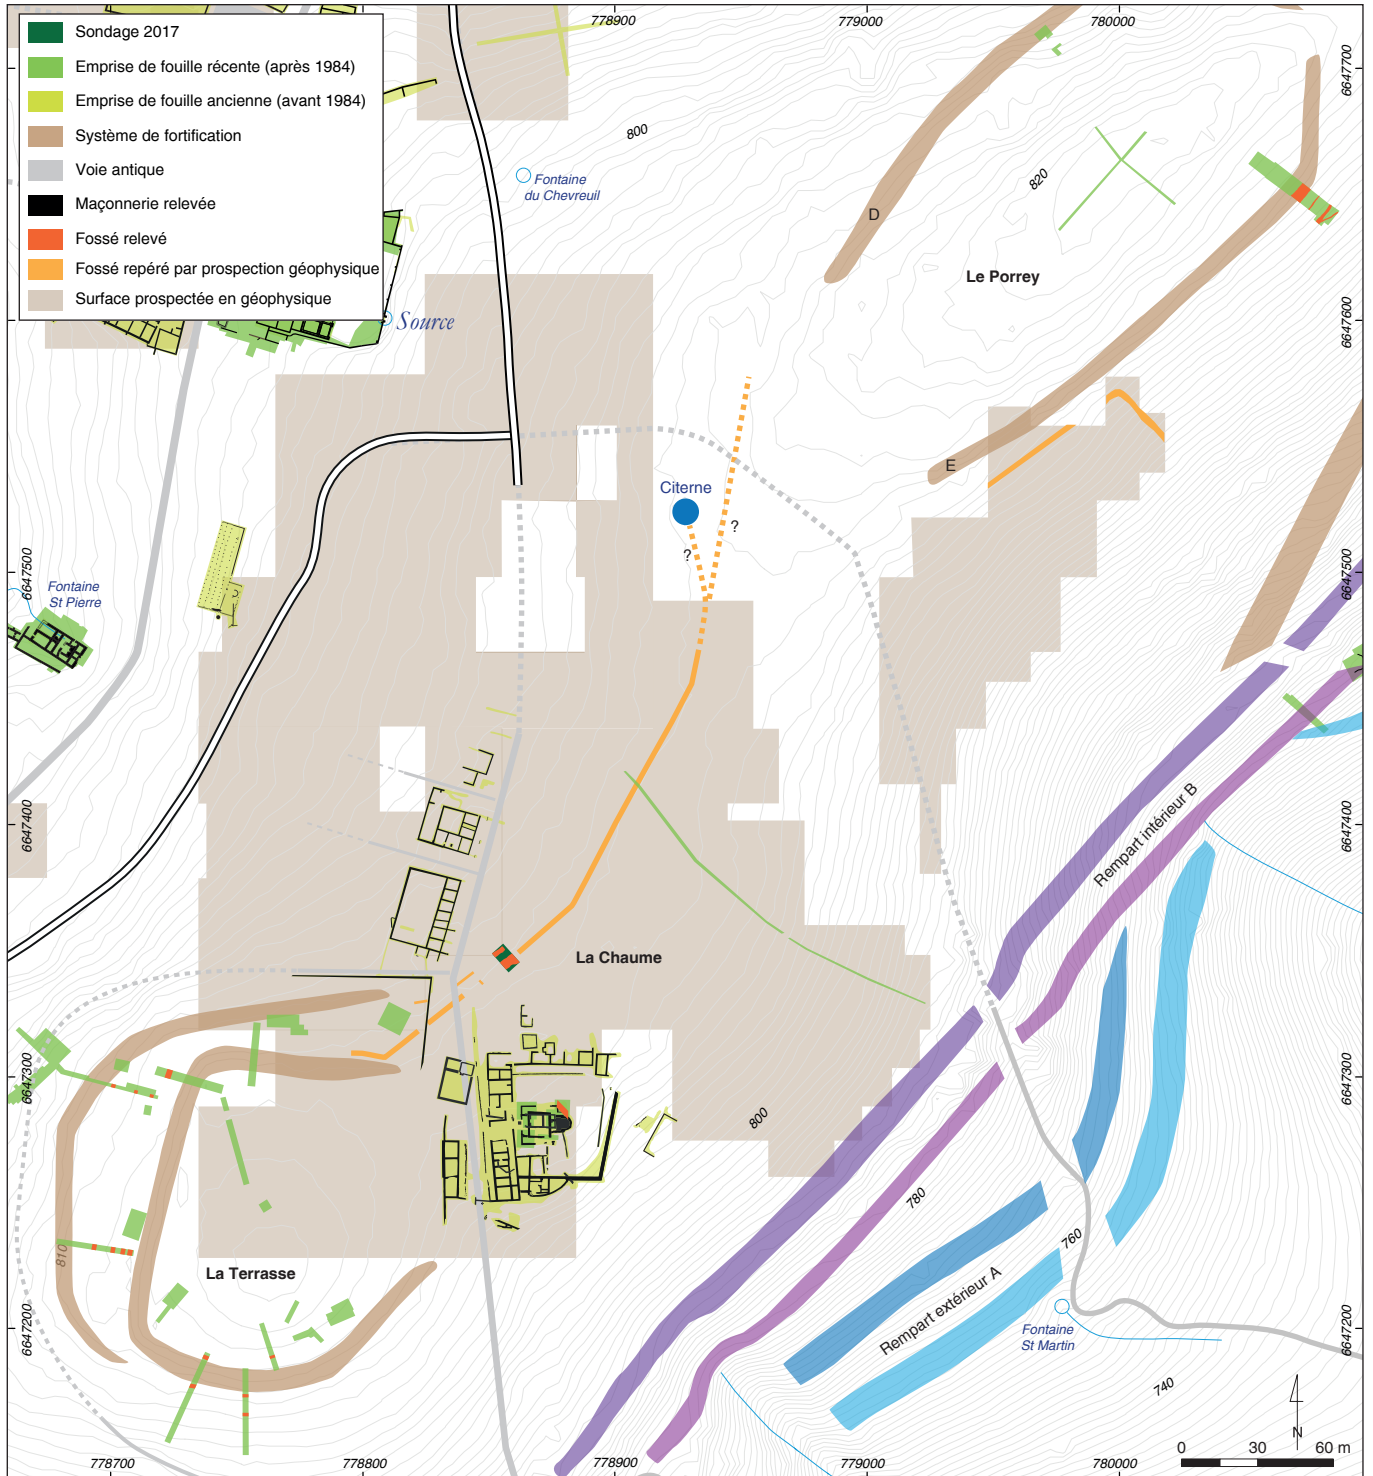 778900
779000
780000
Sondage 2017
Emprise de fouille récente (après 1984)
Emprise de fouille ancienne (avant 1984)
Système de fortification
Voie antique
Maçonnerie relevée
Fossé relevé
Fossé repéré par prospection géophysique
Surface prospectée en géophysique
6647700
800
Fontaine
du Chevreuil
820
D
Le Porrey
Source
6647600
E
Citerne
?
?
6647500
6647500
Fontaine
St Pierre
6647400
6647400
Rempart intérieur B
La Chaume
6647300
6647300
800
780
760
810
La Terrasse
Rempart extérieur A
6647200
6647200
Fontaine
St Martin
740
N
0 30 60 m
778700
778800
778900
779000
780000